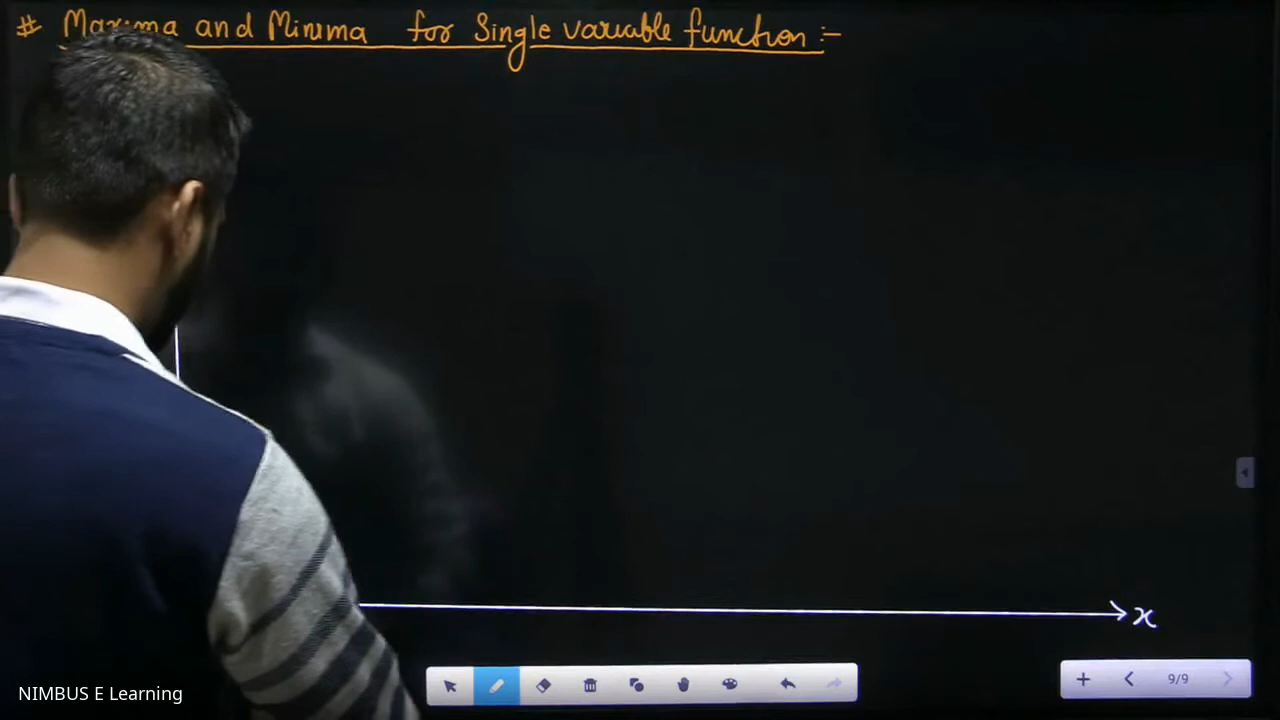 # Maxima and Minima for Single variable function :-
x
9/9
NIMBUS E Learning